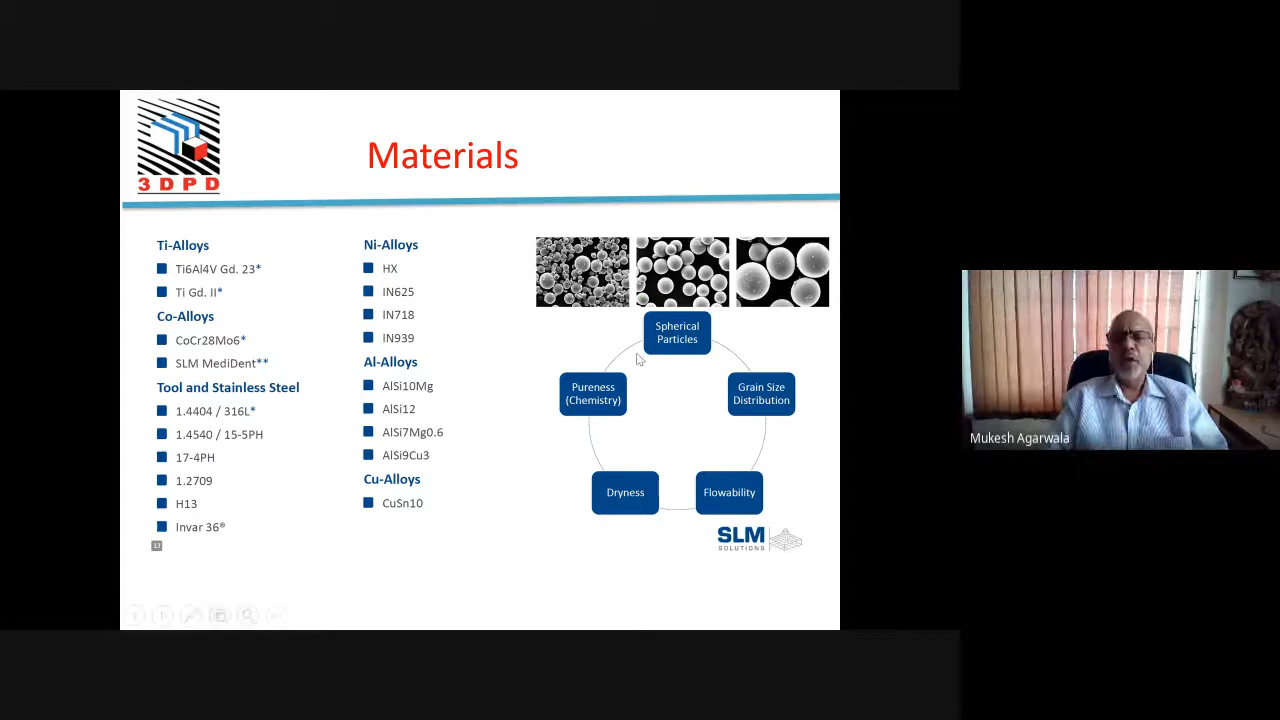 3DPD
Materials
Ti-Alloys
Ti6Al4V Gd. 23*
Ti Gd. II*
Co-Alloys
CoCr28Mo6*
SLM MediDent**
Tool and Stainless Steel
1.4404 / 316L*
1.4540 / 15-5PH
17-4PH
1.2709
H13
Invar 36®
13
Ni-Alloys
HX
IN625
IN718
IN939
Al-Alloys
AlSi10Mg
AlSi12
AlSi7Mg0.6
AlSi9Cu3
Cu-Alloys
CuSn10
Spherical
Particles
Pureness
(Chemistry)
Grain Size
Distribution
Dryness
Flowability
SLM
SOLUTIONS
Mukesh Agarwala